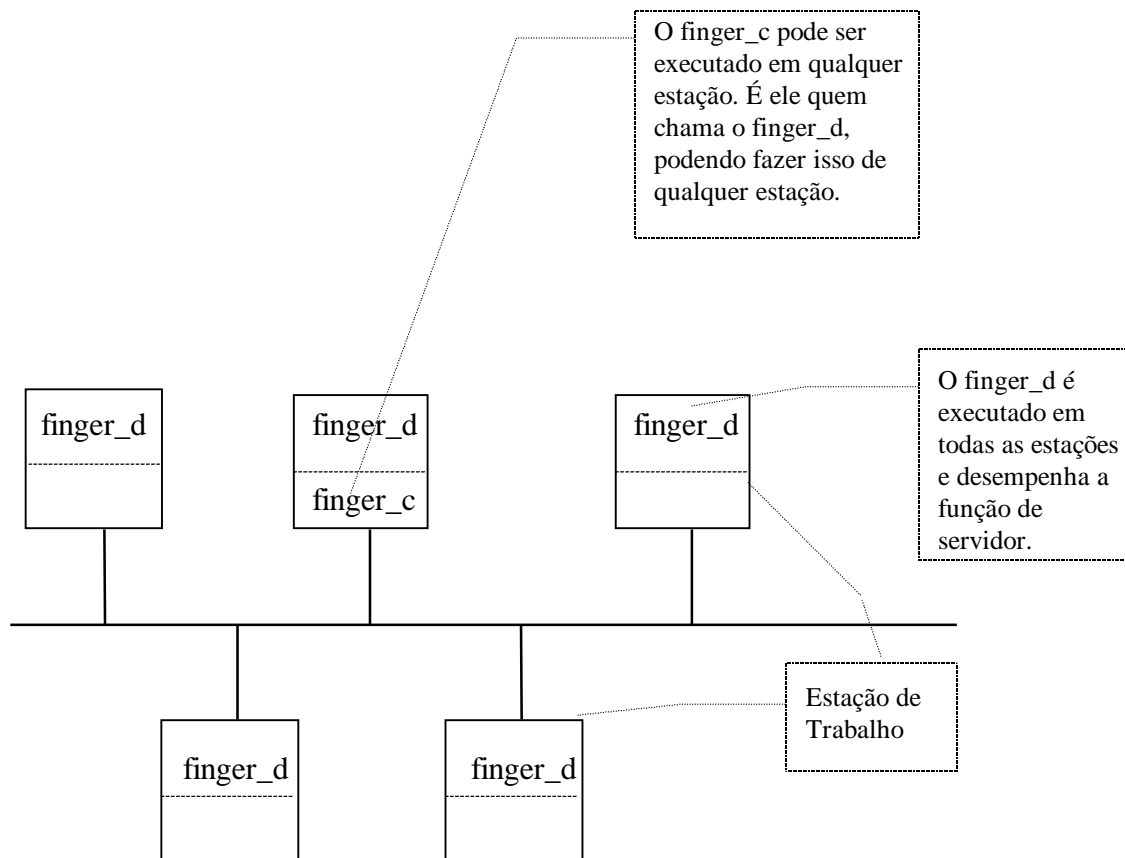 O finger_c pode ser
executado em qualquer
estação. É ele quem
chama o finger_d,
podendo fazer isso de
qualquer estação.
O finger_d é
executado em
todas as estações
e desempenha a
função de
servidor.
finger_d
finger_d
finger_c
finger_d
Estação de
Trabalho
finger_d
finger_d